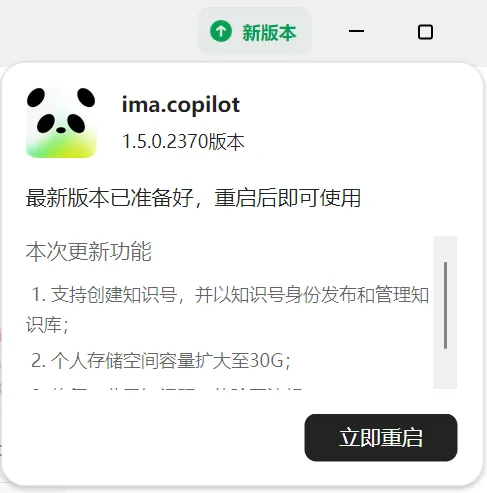 新版本
ima.copilot
1.5.0.2370版本
最新版本已准备好，重启后即可使用
本次更新功能
1. 支持创建知识号，并以知识号身份发布和管理知
识库；
2. 个人存储空间容量扩大至30G；
立即重启